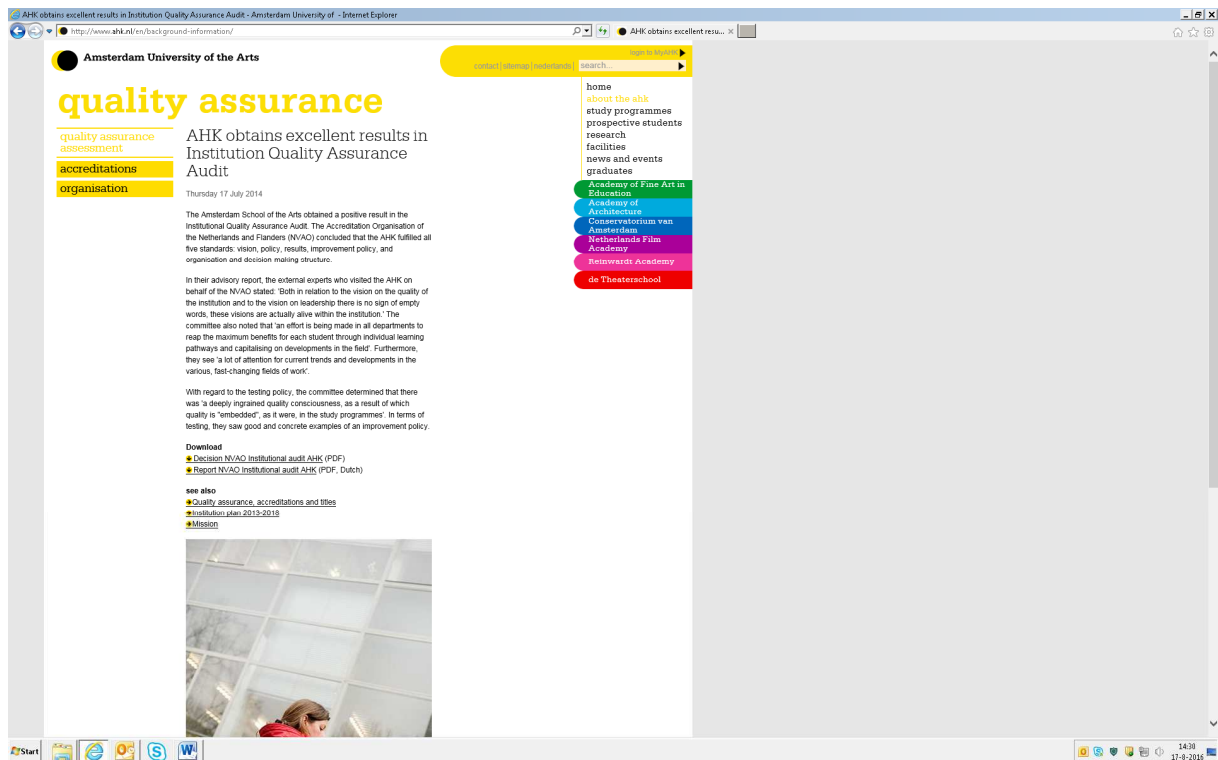 AHK obtains excellent results in Institution Quality Assurance Audit - Amsterdam University of - Internet Explorer
http://www.ahk.nl/en/background-information/
AHK obtains excellent resu...
Amsterdam University of the Arts
login to MyAHK
contact | sitemap | nederlands |
search...
quality assurance
home
about the ahk
study programmes
prospective students
research
facilities
news and events
graduates
Academy of Fine Art in
Education
Academy of
Architecture
Conservatorium van
Amsterdam
Netherlands Film
Academy
Reinwardt Academy
de Theaterschool
quality assurance
assessment
accreditations
organisation
AHK obtains excellent results in
Institution Quality Assurance
Audit
Thursday 17 July 2014
The Amsterdam School of the Arts obtained a positive result in the
Institutional Quality Assurance Audit. The Accreditation Organisation of
the Netherlands and Flanders (NVAO) concluded that the AHK fulfilled all
five standards: vision, policy, results, improvement policy, and
organisation and decision making structure.
In their advisory report, the external experts who visited the AHK on
behalf of the NVAO stated: 'Both in relation to the vision on the quality of
the institution and to the vision on leadership there is no sign of empty
words, these visions are actually alive within the institution.' The
committee also noted that 'an effort is being made in all departments to
reap the maximum benefits for each student through individual learning
pathways and capitalising on developments in the field'. Furthermore,
they see 'a lot of attention for current trends and developments in the
various, fast-changing fields of work'.
With regard to the testing policy, the committee determined that there
was 'a deeply ingrained quality consciousness, as a result of which
quality is "embedded", as it were, in the study programmes'. In terms of
testing, they saw good and concrete examples of an improvement policy.
Download
Decision NVAO Institutional audit AHK (PDF)
Report NVAO Institutional audit AHK (PDF, Dutch)
see also
Quality assurance, accreditations and titles
Institution plan 2013-2018
Mission
Start
14:30
17-8-2016